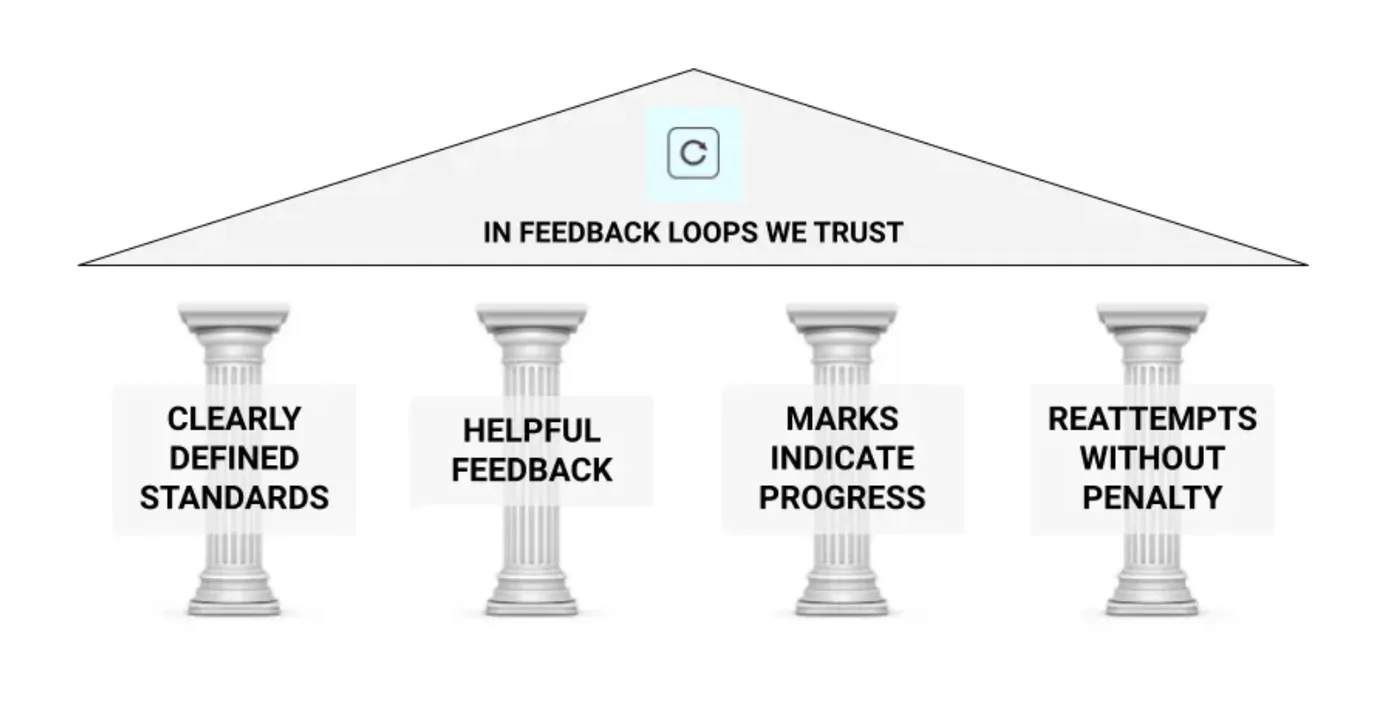 IN FEEDBACK LOOPS WE TRUST
CLEARLY
DEFINED
STANDARDS
HELPFUL
FEEDBACK
MARKS
INDICATE
PROGRESS
REATTEMPTS
WITHOUT
PENALTY